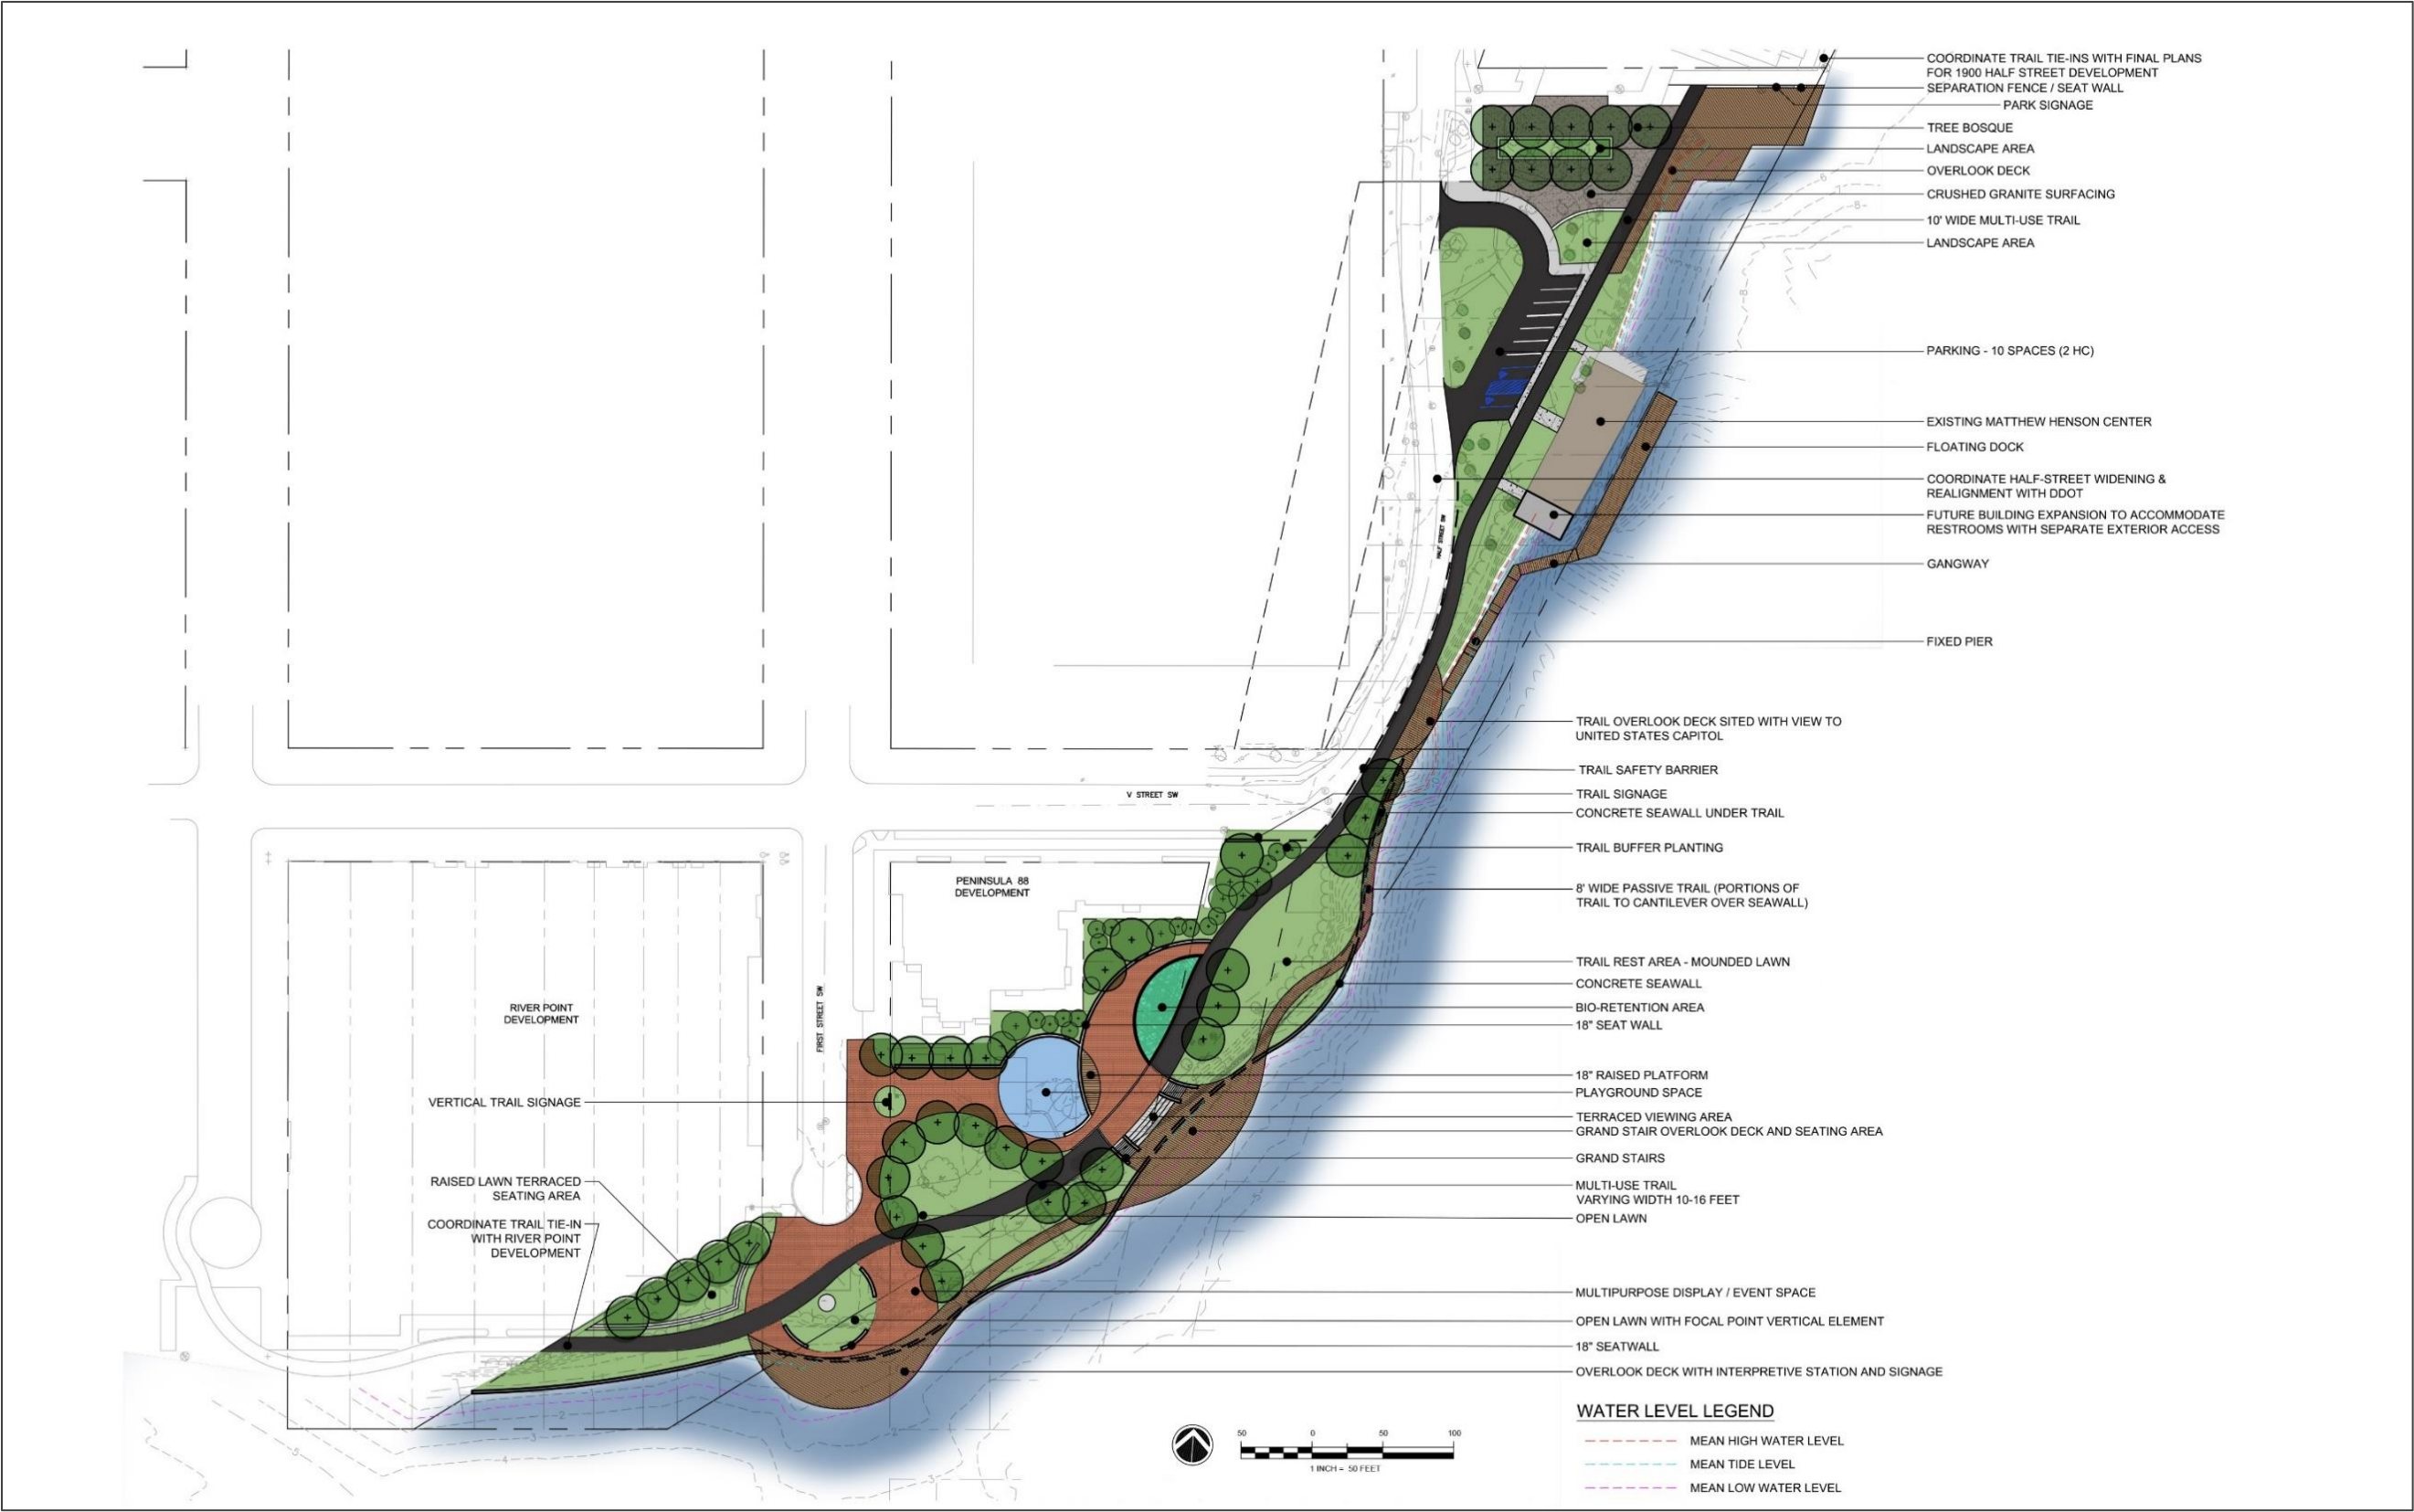 COORDINATE TRAIL TIE-INS WITH FINAL PLANS
FOR 1900 HALF STREET DEVELOPMENT
SEPARATION FENCE / SEAT WALL
PARK SIGNAGE
TREE BOSQUE
LANDSCAPE AREA
OVERLOOK DECK
CRUSHED GRANITE SURFACING
10' WIDE MULTI-USE TRAIL
LANDSCAPE AREA
PARKING - 10 SPACES (2 HC)
EXISTING MATTHEW HENSON CENTER
FLOATING DOCK
COORDINATE HALF-STREET WIDENING &
REALIGNMENT WITH DDOT
FUTURE BUILDING EXPANSION TO ACCOMMODATE
RESTROOMS WITH SEPARATE EXTERIOR ACCESS
GANGWAY
FIXED PIER
HALF STREET SW
TRAIL OVERLOOK DECK SITED WITH VIEW TO
UNITED STATES CAPITOL
TRAIL SAFETY BARRIER
TRAIL SIGNAGE
CONCRETE SEAWALL UNDER TRAIL
TRAIL BUFFER PLANTING
8' WIDE PASSIVE TRAIL (PORTIONS OF
TRAIL TO CANTILEVER OVER SEAWALL)
TRAIL REST AREA - MOUNDED LAWN
CONCRETE SEAWALL
BIO-RETENTION AREA
18" SEAT WALL
18" RAISED PLATFORM
PLAYGROUND SPACE
TERRACED VIEWING AREA
GRAND STAIR OVERLOOK DECK AND SEATING AREA
GRAND STAIRS
MULTI-USE TRAIL
VARYING WIDTH 10-16 FEET
OPEN LAWN
MULTIPURPOSE DISPLAY / EVENT SPACE
OPEN LAWN WITH FOCAL POINT VERTICAL ELEMENT
18" SEATWALL
OVERLOOK DECK WITH INTERPRETIVE STATION AND SIGNAGE
V STREET SW
PENINSULA 88
DEVELOPMENT
FIRST STREET SW
RIVER POINT
DEVELOPMENT
VERTICAL TRAIL SIGNAGE
RAISED LAWN TERRACED
SEATING AREA
COORDINATE TRAIL TIE-IN
WITH RIVER POINT
DEVELOPMENT
50 0 50 100
1 INCH = 50 FEET
WATER LEVEL LEGEND
MEAN HIGH WATER LEVEL
MEAN TIDE LEVEL
MEAN LOW WATER LEVEL